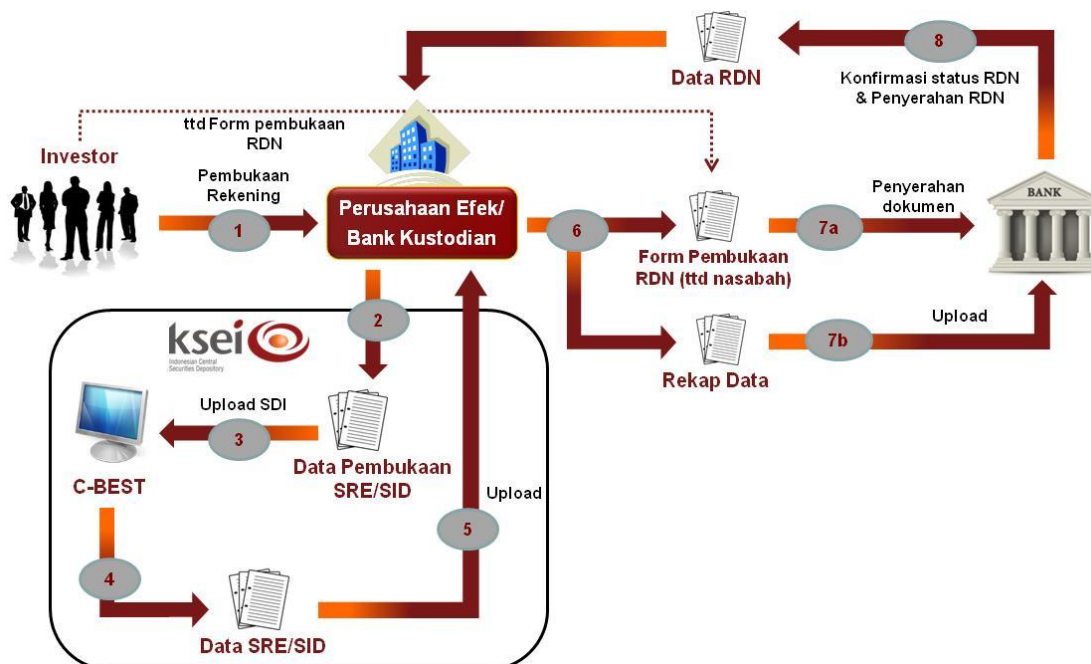 8
Data RDN
Konfirmasi status RDN
& Penyerahan RDN
ttd Form pembukaan
RDN
Investor
Pembukaan
Rekening
1
Perusahaan Efek/
Bank Kustodian
6
Form Pembukaan
RDN (ttd nasabah)
Penyerahan
dokumen
7a
BANK
2
ksei
Indonesian Central
Securities Depository
Rekap Data
7b
Upload
Upload SDI
3
C-BEST
Data Pembukaan
SRE/SID
Upload
5
4
Data SRE/SID